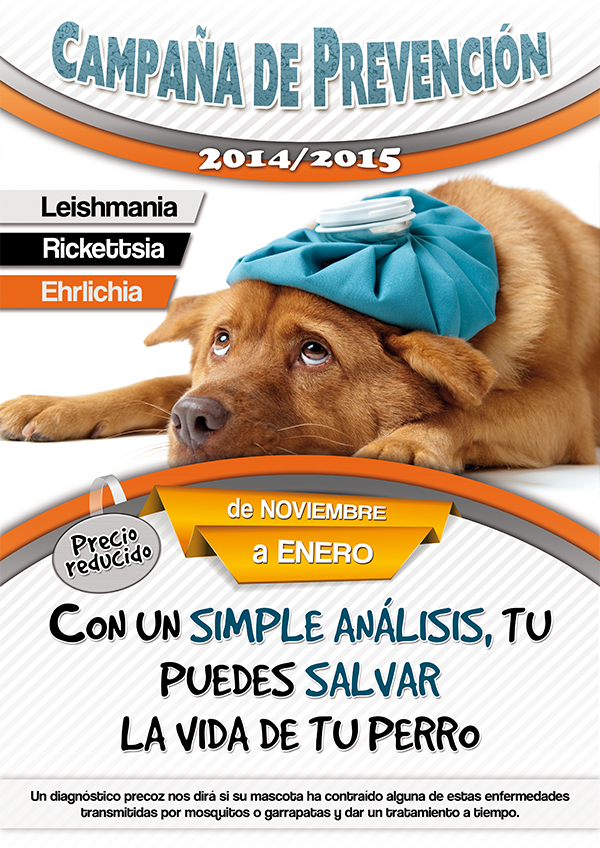 CAMPAÑA DE PREVENCIÓN
2014/2015
Leishmania
Rickettsia
Ehrlichia
de NOVIEMBRE
a ENERO
Precio
reducido
CON UN SIMPLE ANÁLISIS, TU
PUEDES SALVAR
LA VIDA DE TU PERRO
Un diagnóstico precoz nos dirá si su mascota ha contraído alguna de estas enfermedades
transmitidas por mosquitos o garrapatas y dar un tratamiento a tiempo.